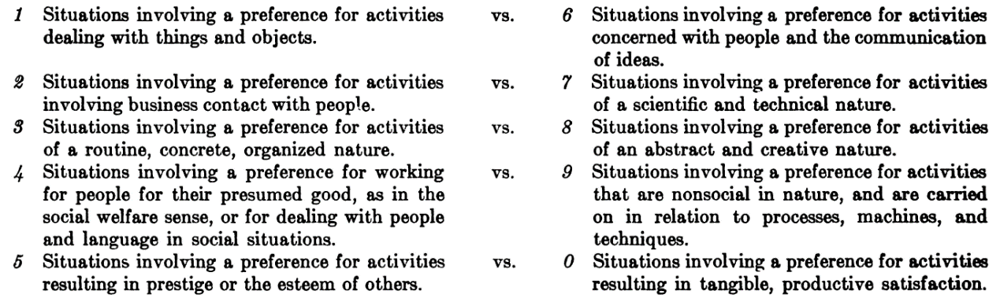 1 Situations involving a preference for activities vs. 6 Situations involving a preference for activities
dealing with things and objects. concerned with people and the communication
of ideas.
2 Situations involving a preference for activities vs. 7 Situations involving a preference for activities
involving business contact with people. of a scientific and technical nature.
3 Situations involving a preference for activities vs. 8 Situations involving a preference for activities
of a routine, concrete, organized nature. of an abstract and creative nature.
4 Situations involving a preference for working vs. 9 Situations involving a preference for activities
for people for their presumed good, as in the that are nonsocial in nature, and are carried
social welfare sense, or for dealing with people on in relation to processes, machines, and
and language in social situations. techniques.
5 Situations involving a preference for activities vs. 0 Situations involving a preference for activities
resulting in prestige or the esteem of others. resulting in tangible, productive satisfaction.